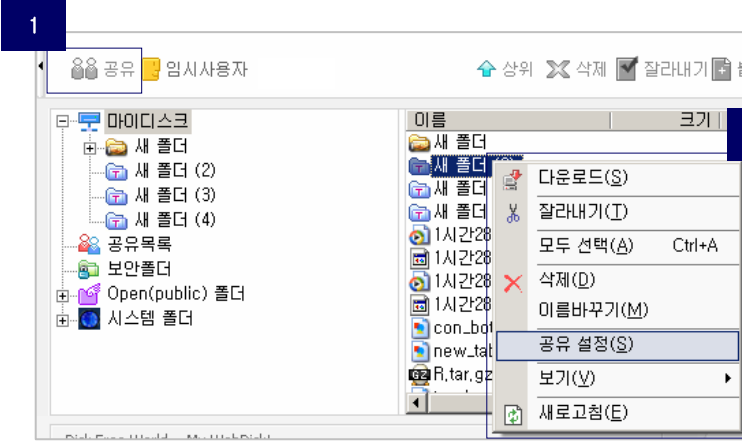 1
공유 임시사용자 상위 삭제 잘라내기
마이디스크
새 폴더
새 폴더 (2)
새 폴더 (3)
새 폴더 (4)
공유목록
보안폴더
Open(public) 폴더
시스템 폴더
이름 크기
새 폴더
새 폴더
새 폴더
새 폴더
1시간28
1시간28
1시간28
1시간28
con_bot
new_tab
R.tar.gz
다운로드(S)
잘라내기(T)
모두 선택(A) Ctrl+A
삭제(D)
이름바꾸기(M)
공유 설정(S)
보기(V)
새로고침(E)